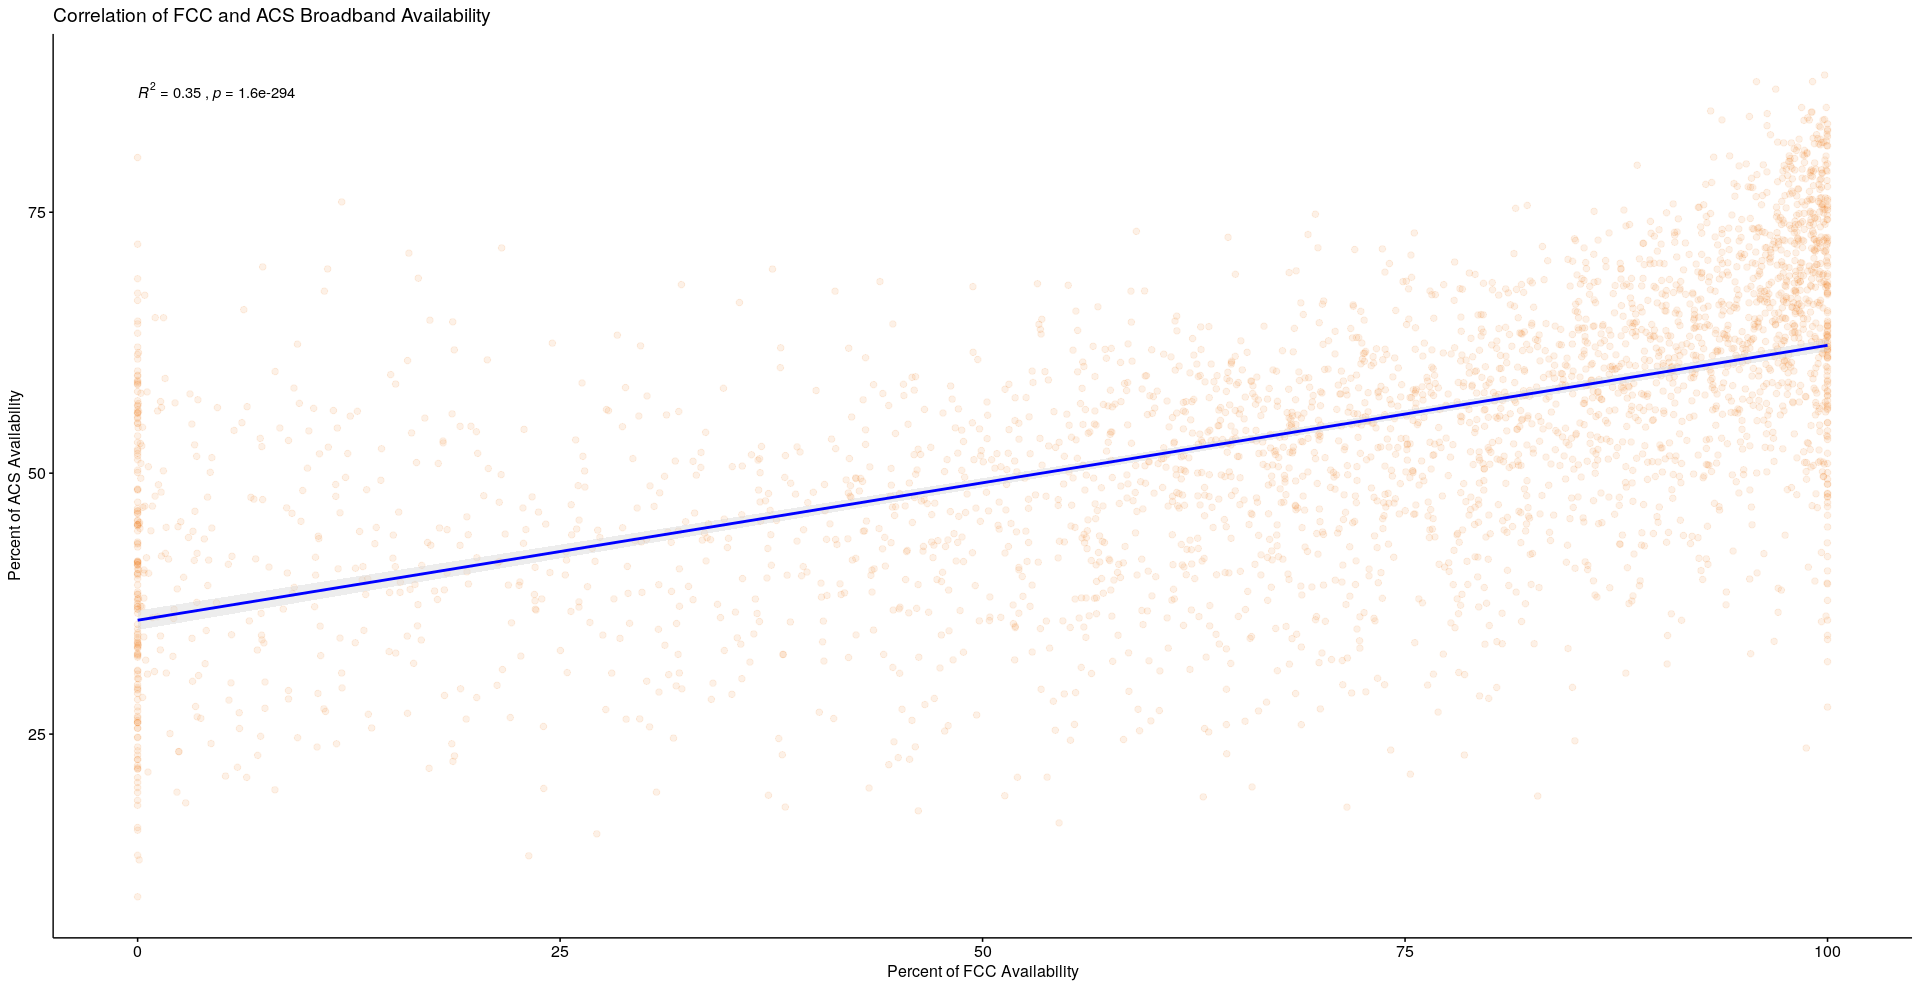 Correlation of FCC and ACS Broadband Availability
R² = 0.35 , p = 1.6e-294
Percent of ACS Availability
75
50
25
0 25 50 75 100
Percent of FCC Availability